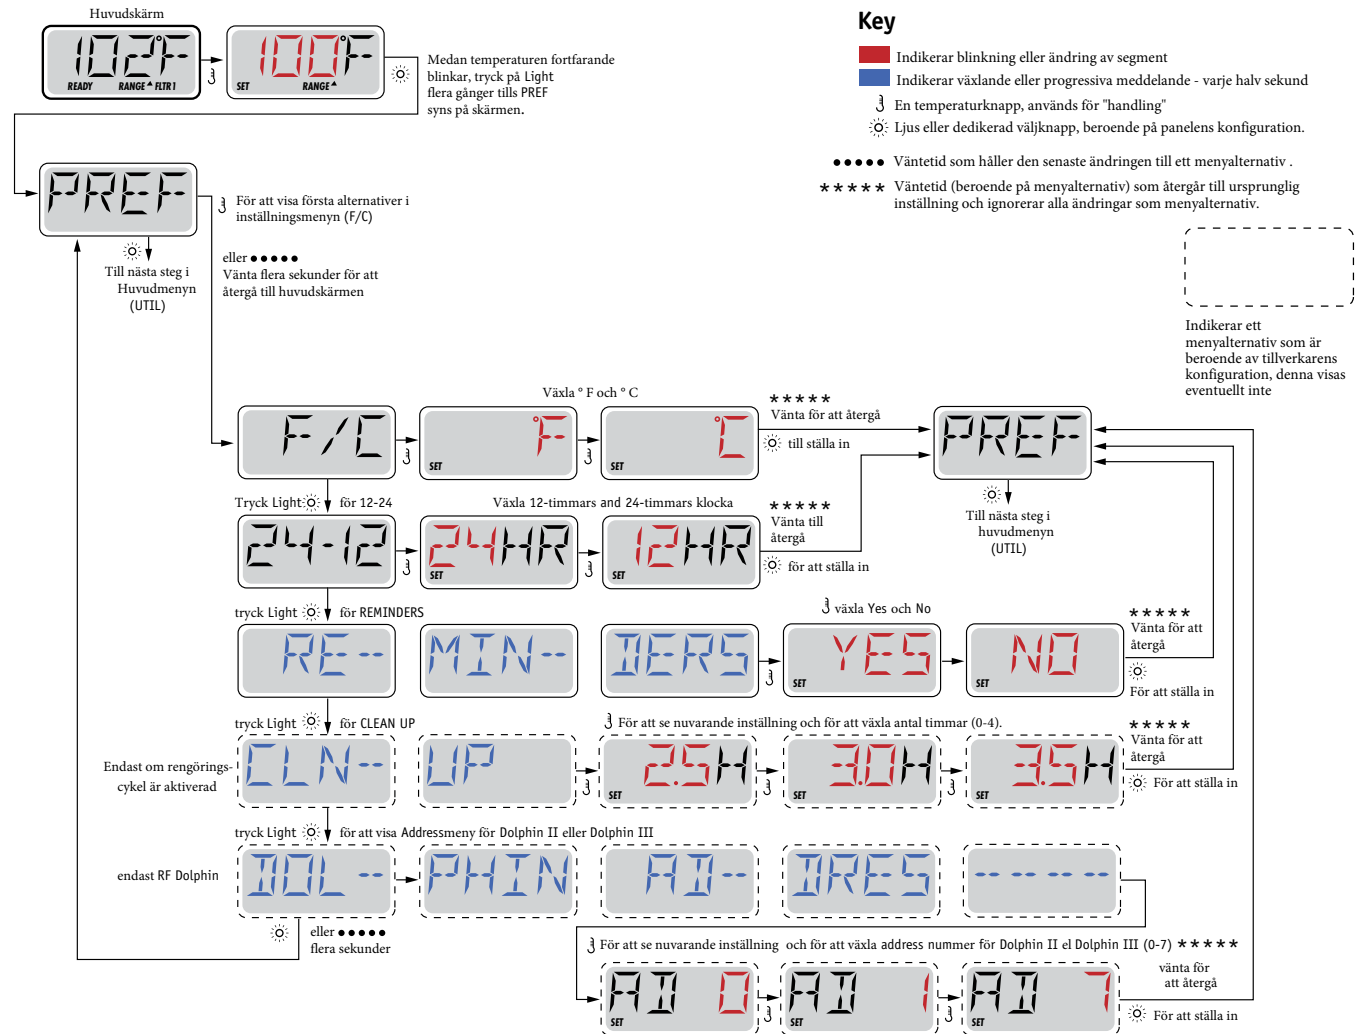 Huvudskärm
102°F
READY RANGE FLTR1
100°F
SET RANGE
Medan temperaturen fortfarande
blinkar, tryck på Light
flera gånger tills PREF
syns på skärmen.
Key
Indikerar blinkning eller ändring av segment
Indikerar växlande eller progressiva meddelande - varje halv sekund
En temperaturknapp, används för "handling"
Ljus eller dedikerad väljknapp, beroende på panelens konfiguration.
••••• Väntetid som håller den senaste ändringen till ett menyalternativ .
***** Väntetid (beroende på menyalternativ) som återgår till ursprunglig
inställning och ignorerar alla ändringar som menyalternativ.
Indikerar ett
menyalternativ som är
beroende av tillverkarens
konfiguration, denna visas
eventuellt inte
PREF
För att visa första alternativer i
inställningsmenyn (F/C)
eller •••••
Vänta flera sekunder för att
återgå till huvudskärmen
Till nästa steg i
Huvudmenyn
(UTIL)
Växla ° F och ° C
F/C
°F
SET
°C
SET
*****
Vänta för att återgå
till ställa in
PREF
Till nästa steg i
huvudmenyn
(UTIL)
Tryck Light för 12-24
Växla 12-timmars and 24-timmars klocka
24-12
24HR
SET
12HR
SET
*****
Vänta till
återgå
för att ställa in
tryck Light för REMINDERS
växla Yes och No
RE-
MIN-
DERS
YES
SET
NO
SET
*****
Vänta för att
återgå
För att ställa in
tryck Light för CLEAN UP
För att se nuvarande inställning och för att växla antal timmar (0-4).
Endast om rengörings-
cykel är aktiverad
CLN-
UP
2.5H
SET
3.0H
SET
3.5H
SET
*****
Vänta för att
återgå
För att ställa in
tryck Light för att visa Addressmeny för Dolphin II eller Dolphin III
endast RF Dolphin
DOL-
PHIN
AD-
DRES
-----
eller •••••
flera sekunder
För att se nuvarande inställning och för att växla address nummer för Dolphin II el Dolphin III (0-7) *****
AD 0
SET
AD 1
SET
AD 7
SET
vänta för
att återgå
För att ställa in